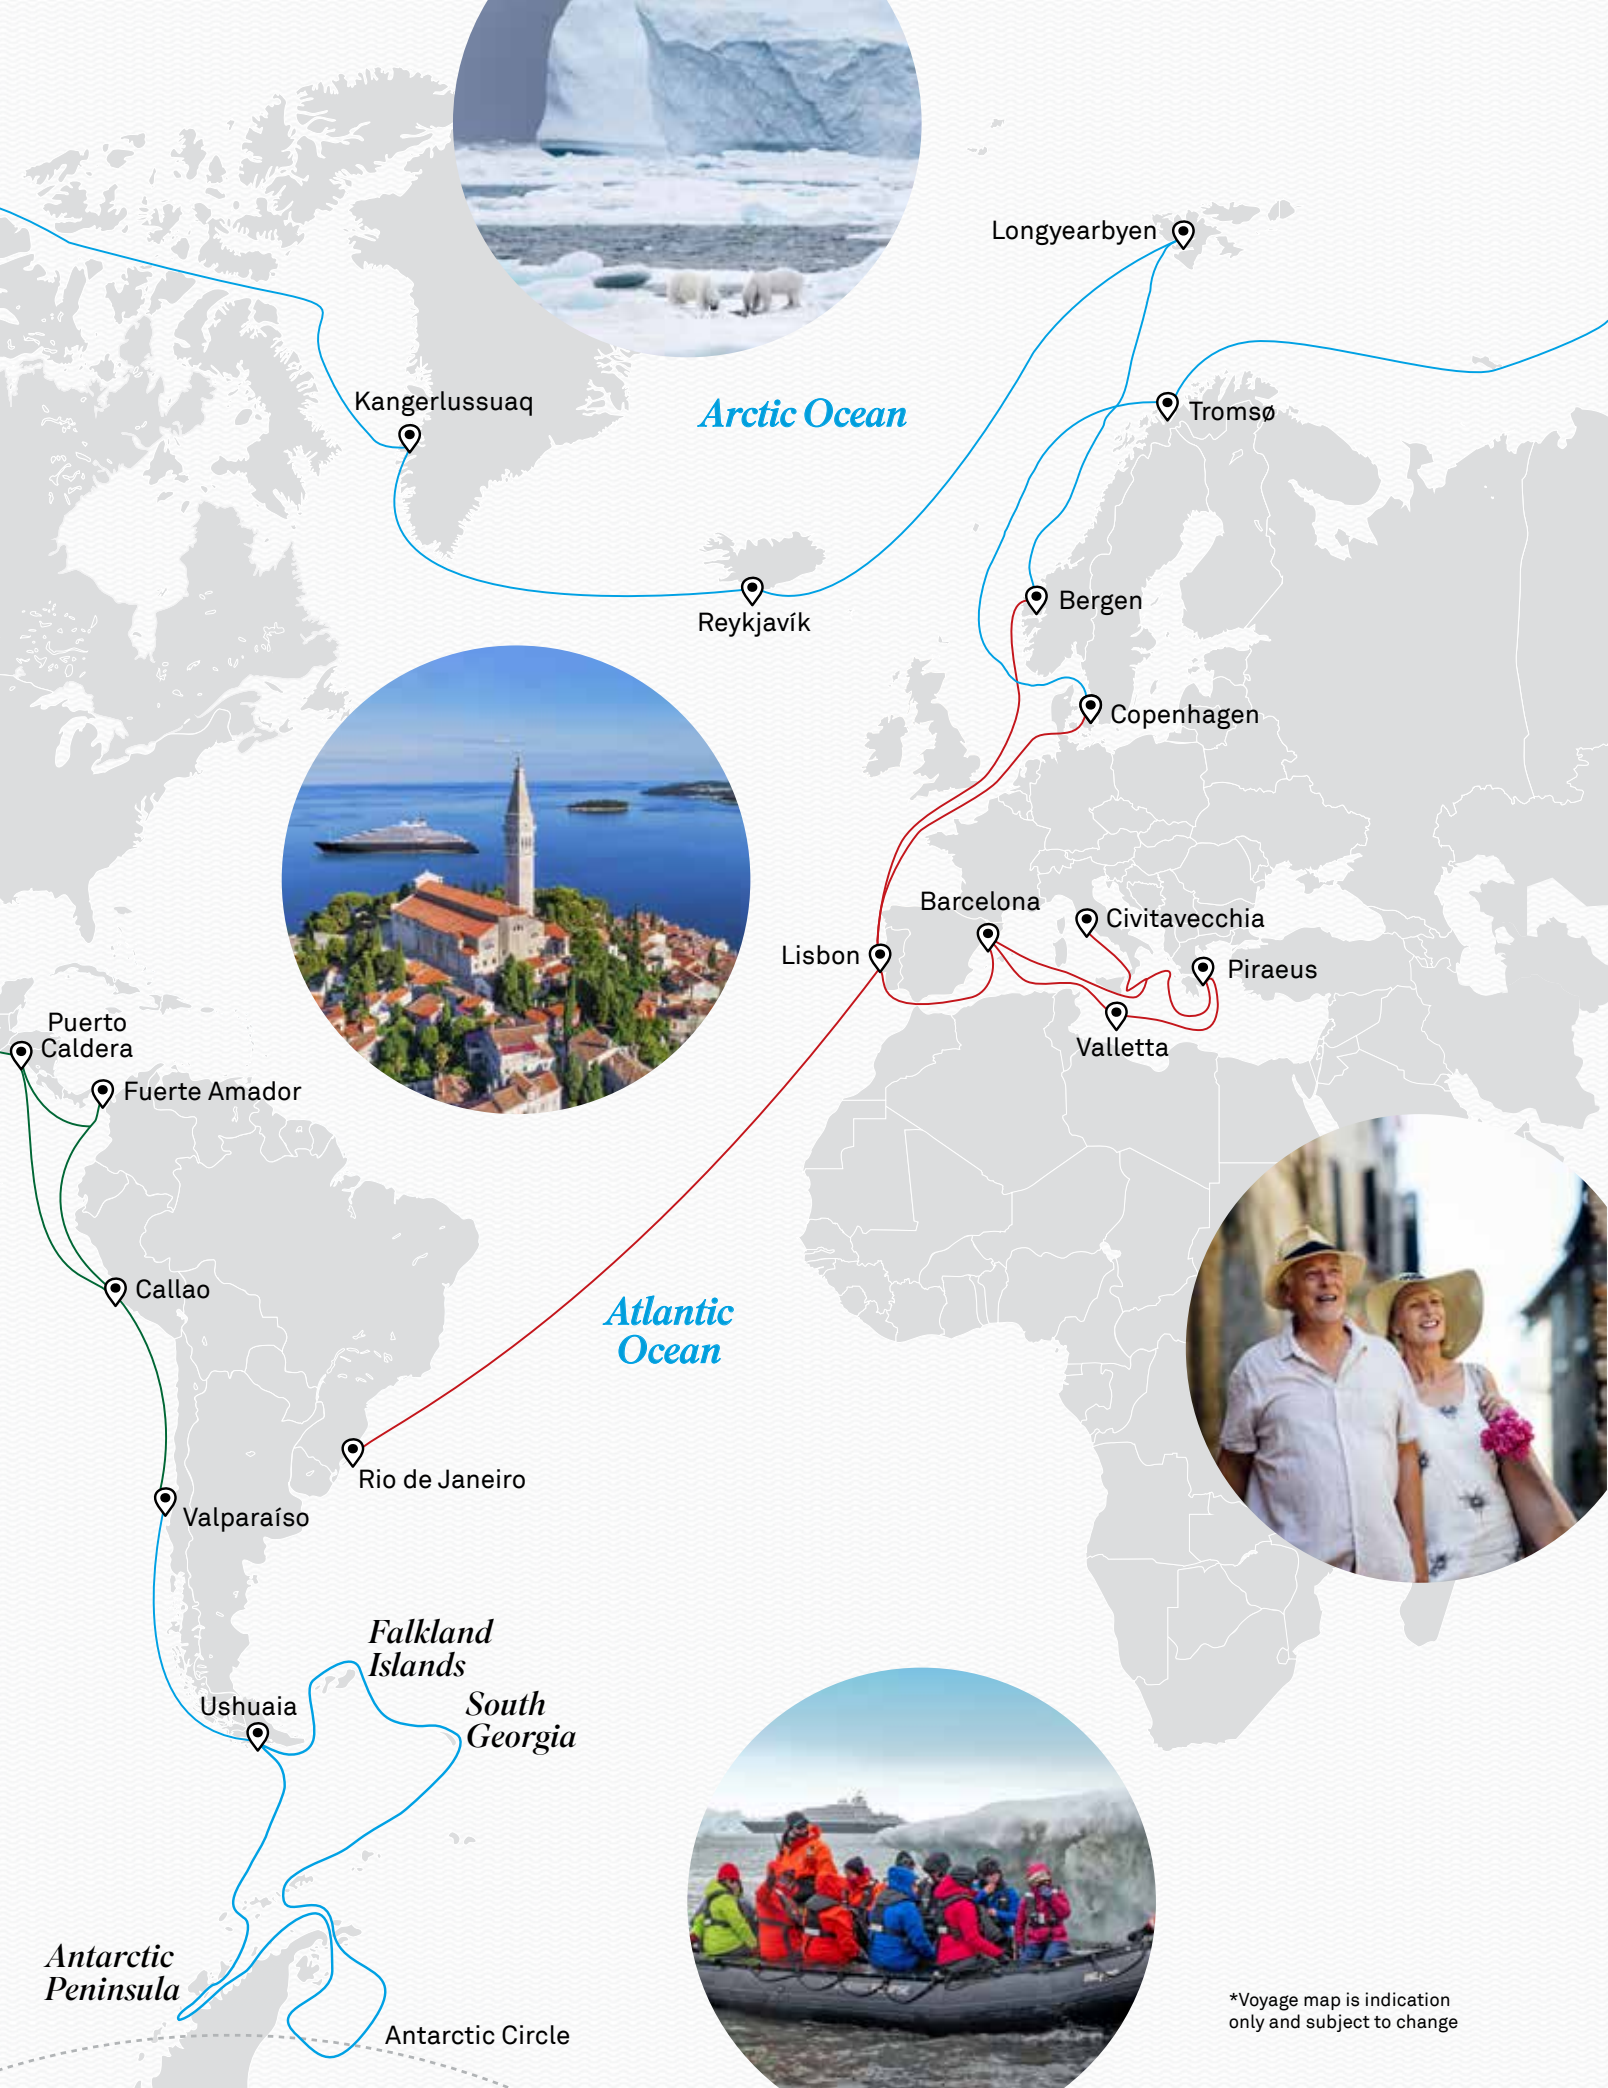 Longyearbyen
Kangerlussuaq
Arctic Ocean
Tromsø
Bergen
Reykjavík
Copenhagen
Barcelona
Civitavecchia
Lisbon
Piraeus
Puerto
Caldera
Valletta
Fuerte Amador
Callao
Atlantic
Ocean
Rio de Janeiro
Valparaíso
Falkland
Islands
Ushuaia
South
Georgia
Antarctic
Peninsula
*Voyage map is indication
only and subject to change
Antarctic Circle